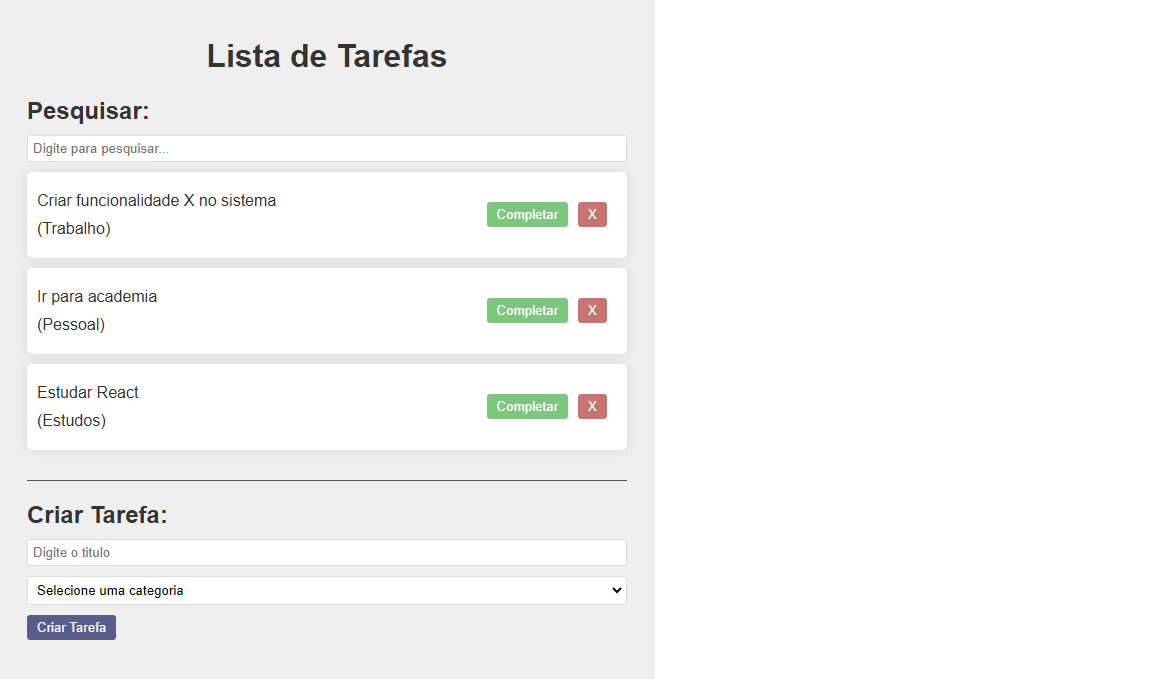 Lista de Tarefas
Pesquisar:
Digite para pesquisar...
Criar funcionalidade X no sistema
(Trabalho)
Completar X
Ir para academia
(Pessoal)
Completar X
Estudar React
(Estudos)
Completar X
Criar Tarefa:
Digite o titulo
Selecione uma categoria
Criar Tarefa